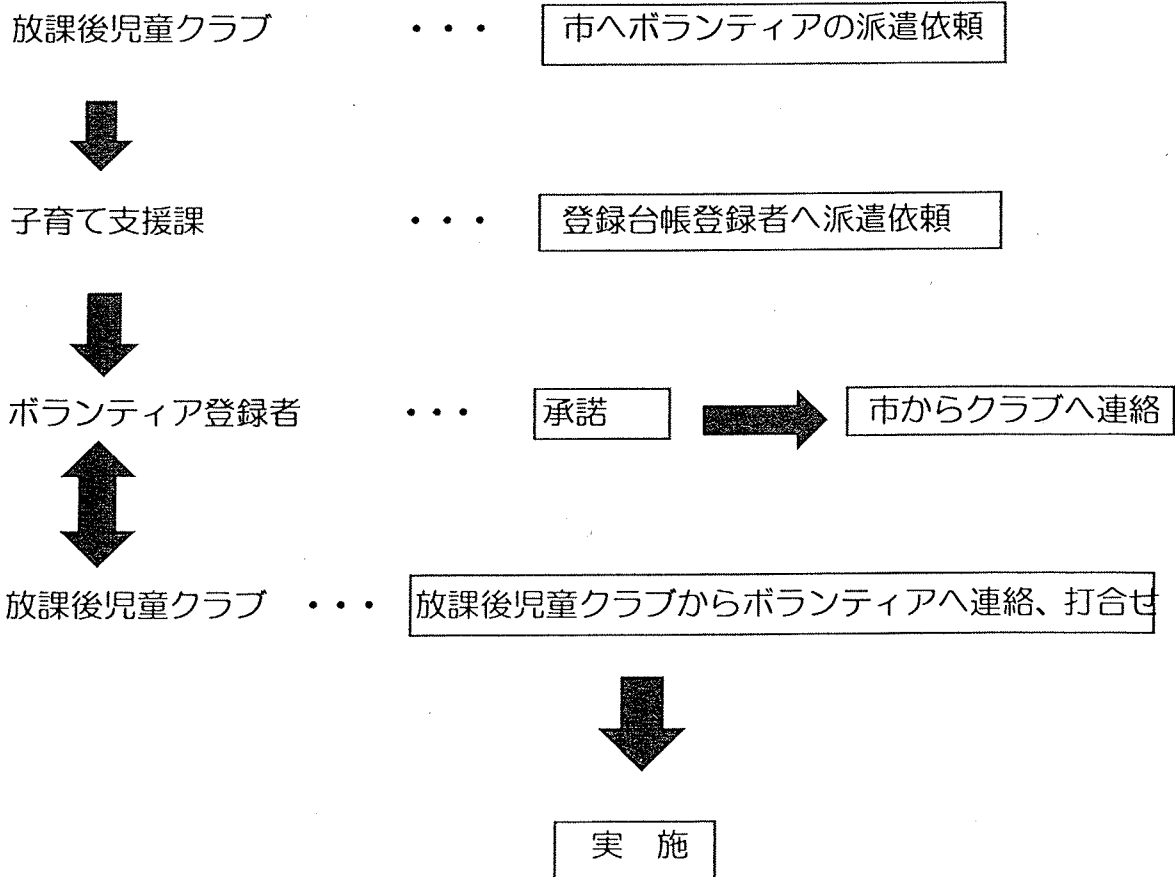 放課後児童クラブ ・・・ 市へボランティアの派遣依頼
子育て支援課 ・・・ 登録台帳登録者へ派遣依頼
ボランティア登録者 ・・・ 承諾 市からクラブへ連絡
放課後児童クラブ ・・・ 放課後児童クラブからボランティアへ連絡、打合せ
実 施